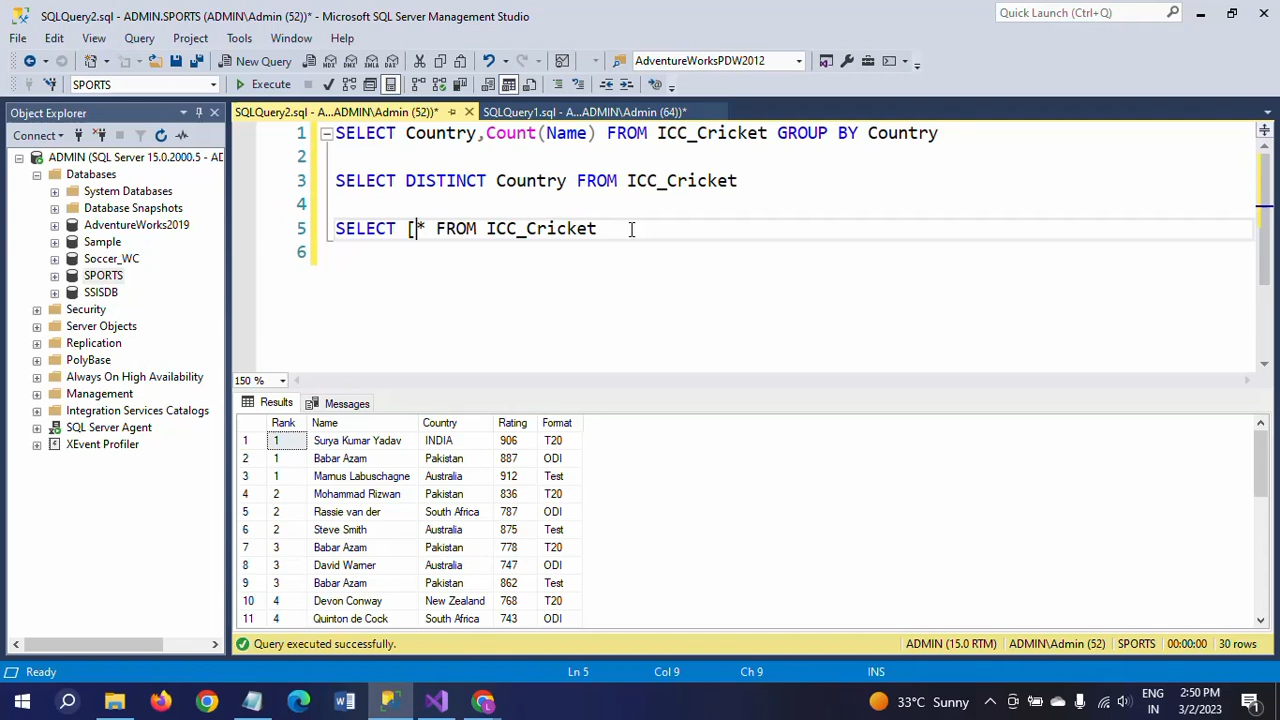 SQLQuery2.sql - ADMIN.SPORTS (ADMIN\Admin (52))* - Microsoft SQL Server Management Studio
Quick Launch (Ctrl+Q)
File Edit View Query Project Tools Window Help
New Query
AdventureWorksPDW2012
SPORTS
Execute
Object Explorer
SQLQuery2.sql - A...ADMIN\Admin (52))*
SQLQuery1.sql - A...ADMIN\Admin (64))*
Connect
ADMIN (SQL Server 15.0.2000.5 - AD
Databases
System Databases
Database Snapshots
AdventureWorks2019
Sample
Soccer_WC
SPORTS
SSISDB
Security
Server Objects
Replication
PolyBase
Always On High Availability
Management
Integration Services Catalogs
SQL Server Agent
XEvent Profiler
1 SELECT Country,Count(Name) FROM ICC_Cricket GROUP BY Country
2
3 SELECT DISTINCT Country FROM ICC_Cricket
4
5 SELECT [* FROM ICC_Cricket
6
150 %
Results Messages
Rank Name Country Rating Fomat
1 1 Surya Kumar Yadav INDIA 906 T20
2 1 Babar Azam Pakistan 887 ODI
3 1 Marnus Labuschagne Australia 912 Test
4 2 Mohammad Rizwan Pakistan 836 T20
5 2 Rassie van der South Africa 787 ODI
6 2 Steve Smith Australia 875 Test
7 3 Babar Azam Pakistan 778 T20
8 3 David Warner Australia 747 ODI
9 3 Babar Azam Pakistan 862 Test
10 4 Devon Conway New Zealand 768 T20
11 4 Quinton de Cock South Africa 743 ODI
Query executed successfully.
ADMIN (15.0 RTM) ADMIN\Admin (52) SPORTS 00:00:00 30 rows
Ready Ln 5 Col 9 Ch 9 INS
33°C Sunny
ENG
IN
2:50 PM
3/2/2023
1